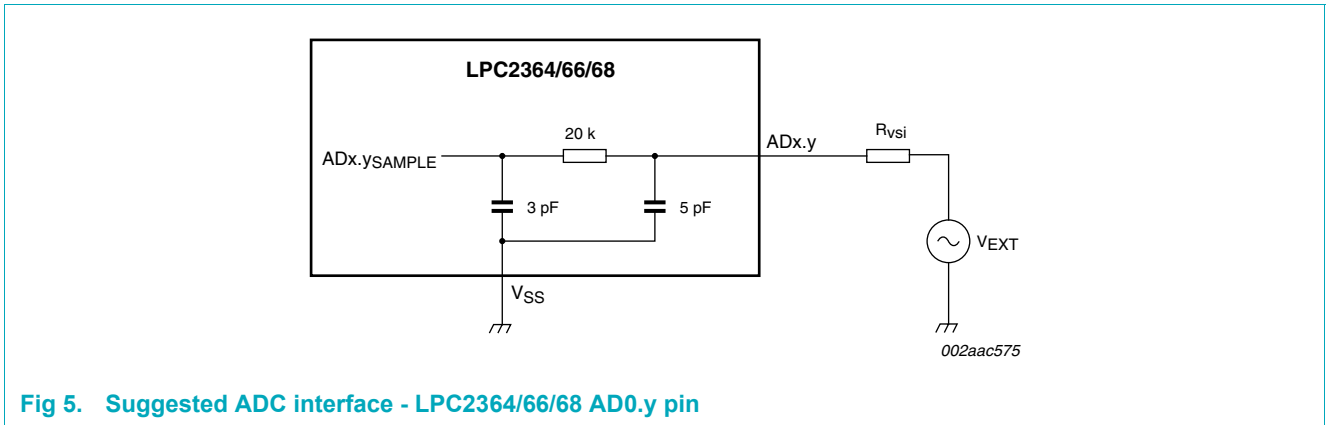 LPC2364/66/68
20 k
ADx.y
Rvsi
ADx.ySAMPLE
3 pF
5 pF
VEXT
VSS
002aac575
Fig 5. Suggested ADC interface - LPC2364/66/68 AD0.y pin